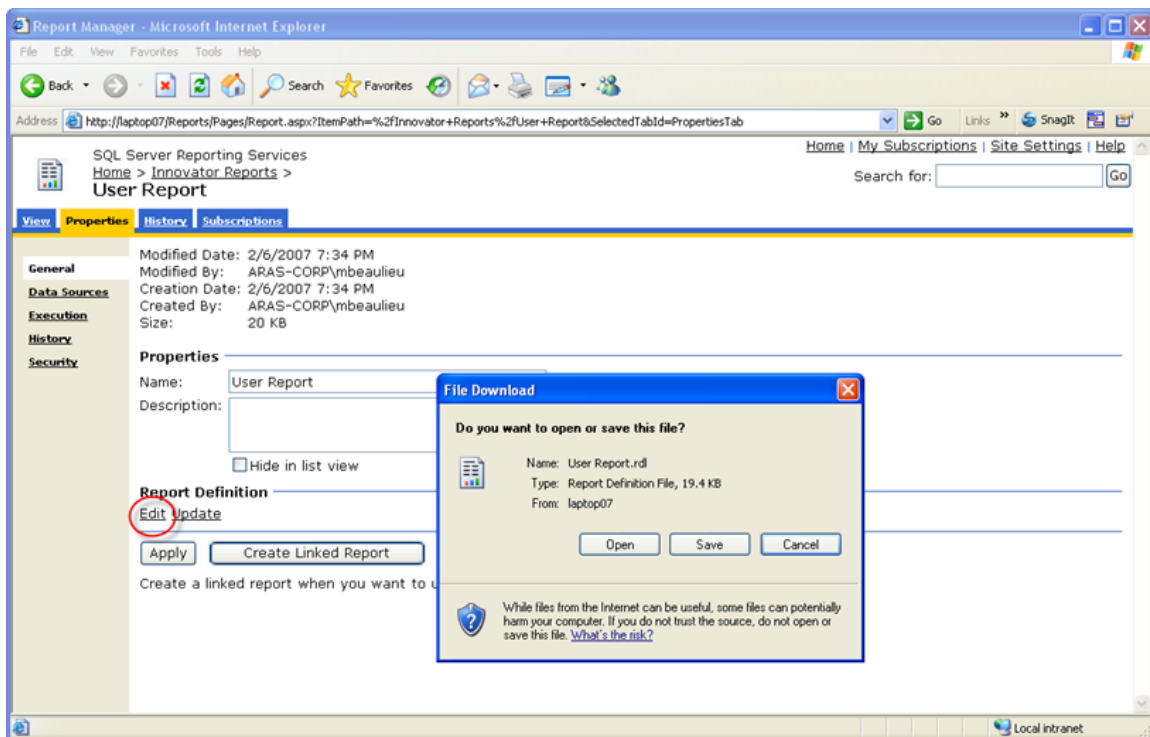 Report Manager - Microsoft Internet Explorer
File Edit View Favorites Tools Help
Back Search Favorites
Address http://laptop07/Reports/Pages/Report.aspx?ItemPath=%2fInnovator+Reports%2fUser+Report&SelectedTabId=PropertiesTab Go Links » SnagIt
SQL Server Reporting Services
Home | My Subscriptions | Site Settings | Help
Home > Innovator Reports >
Search for: Go
User Report
View Properties History Subscriptions
General
Data Sources
Execution
History
Security
Modified Date: 2/6/2007 7:34 PM
Modified By: ARAS-CORP\mbeaulieu
Creation Date: 2/6/2007 7:34 PM
Created By: ARAS-CORP\mbeaulieu
Size: 20 KB
Properties
Name: User Report
Description:
Hide in list view
Report Definition
Edit Update
Apply Create Linked Report
Create a linked report when you want to u
File Download
Do you want to open or save this file?
Name: User Report.rdl
Type: Report Definition File, 19.4 KB
From: laptop07
Open Save Cancel
While files from the Internet can be useful, some files can potentially
harm your computer. If you do not trust the source, do not open or
save this file. What's the risk?
Local intranet